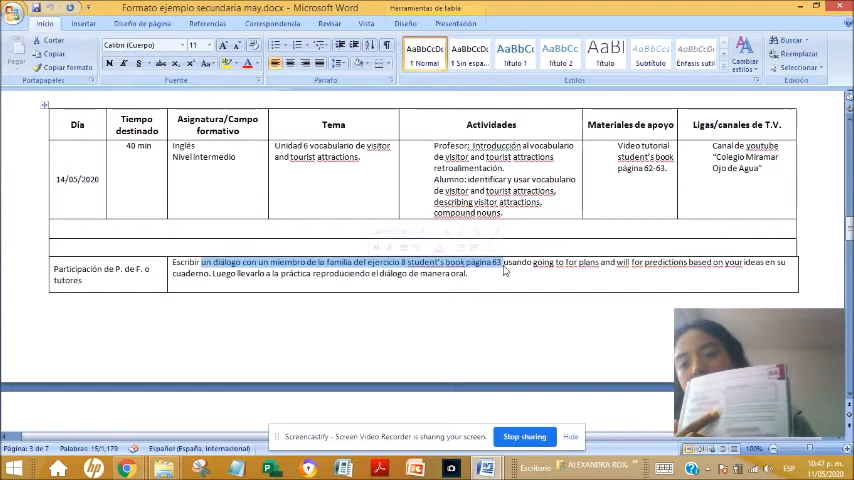 Formato ejemplo secundaria may.docx - Microsoft Word
Herramientas de tabla
Inicio Insertar Diseño de página Referencias Correspondencia Revisar Vista Diseño Presentación
Cortar
Copiar
Copiar formato
Pegar
Portapapeles
Calibri (Cuerpo) 11
Fuente
Párrafo
AaBbCcDc AaBbCcDc AaBbCc AaBbCc AaBl AaBbCc. AaBbCcDc
1 Normal 1 Sin espa... Título 1 Título 2 Título Subtítulo Énfasis sutil
Cambiar estilos
Estilos
Buscar
Reemplazar
Seleccionar
Edición
Día Tiempo destinado Asignatura/Campo formativo Tema Actividades Materiales de apoyo Ligas/canales de T.V.
14/05/2020
40 min
Inglés
Nivel Intermedio
Unidad 6 vocabulario de visitor
and tourist attractions.
Profesor: Introducción al vocabulario
de visitor and tourist attractions
retroalimentación.
Alumno: identificar y usar vocabulario
de visitor and tourist attractions,
describing visitor attractions,
compound nouns.
Video tutorial
student's book
página 62-63.
Canal de youtube
"Colegio Miramar
Ojo de Agua"
Participación de P. de F. o
tutores
Escribir un diálogo con un miembro de la familia del ejercicio 8 student's book página 63 usando going to for plans and will for predictions based on your ideas en su
cuaderno. Luego llevarlo a la práctica reproduciendo el diálogo de manera oral.
Screencastify - Screen Video Recorder is sharing your screen. Stop sharing Hide
Página: 3 de 7 Palabras: 15/1,179 Español (España, internacional) 100%
Escritorio ALEXANDRA ROX ESP 10:42 p. m.
11/05/2020